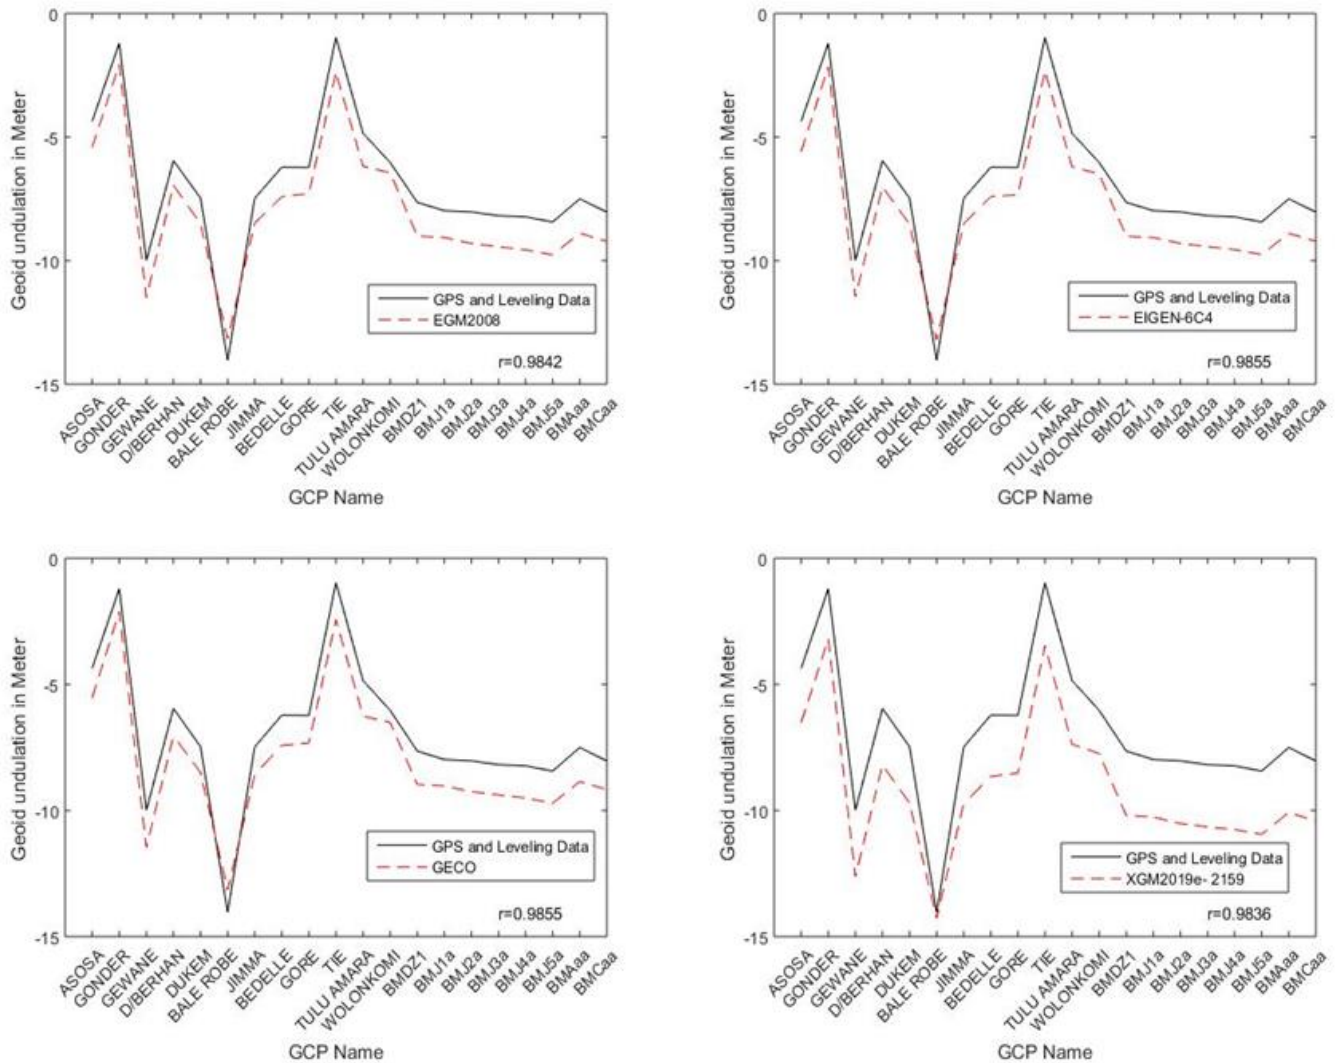 0
-5
-10
-15
Geoid undulation in Meter
GPS and Leveling Data
EGM2008
r=0.9842
ASOSA
GONDER
GEWANE
D/BERHAN
DUKEM
BALE ROBE
JIMMA
BEDELLE
GORE
TIE
TULU AMARA
WOLONKOMI
BMDZ1
BMJ1a
BMJ2a
BMJ3a
BMJ4a
BMJ5a
BMAaa
BMCaa
GCP Name
0
-5
-10
-15
Geoid undulation in Meter
GPS and Leveling Data
EIGEN-6C4
r=0.9855
ASOSA
GONDER
GEWANE
D/BERHAN
DUKEM
BALE ROBE
JIMMA
BEDELLE
GORE
TIE
TULU AMARA
WOLONKOMI
BMDZ1
BMJ1a
BMJ2a
BMJ3a
BMJ4a
BMJ5a
BMAaa
BMCaa
GCP Name
0
-5
-10
-15
Geoid undulation in Meter
GPS and Leveling Data
GECO
r=0.9855
ASOSA
GONDER
GEWANE
D/BERHAN
DUKEM
BALE ROBE
JIMMA
BEDELLE
GORE
TIE
TULU AMARA
WOLONKOMI
BMDZ1
BMJ1a
BMJ2a
BMJ3a
BMJ4a
BMJ5a
BMAaa
BMCaa
GCP Name
0
-5
-10
-15
Geoid undulation in Meter
GPS and Leveling Data
XGM2019e- 2159
r=0.9836
ASOSA
GONDER
GEWANE
D/BERHAN
DUKEM
BALE ROBE
JIMMA
BEDELLE
GORE
TIE
TULU AMARA
WOLONKOMI
BMDZ1
BMJ1a
BMJ2a
BMJ3a
BMJ4a
BMJ5a
BMAaa
BMCaa
GCP Name